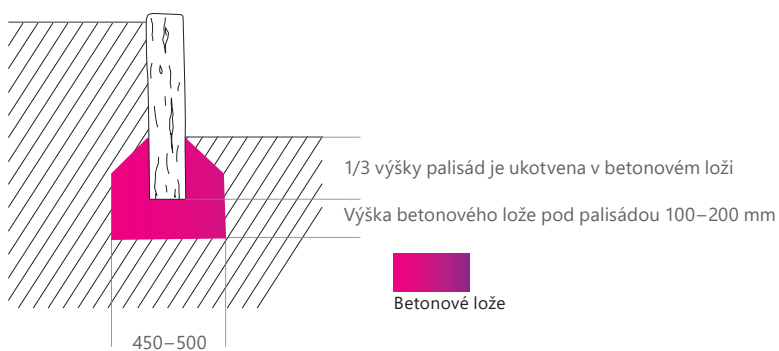 1/3 výšky palisád je ukotvena v betonovém loži
Výška betonového lože pod palisádou 100–200 mm
Betonové lože
450–500